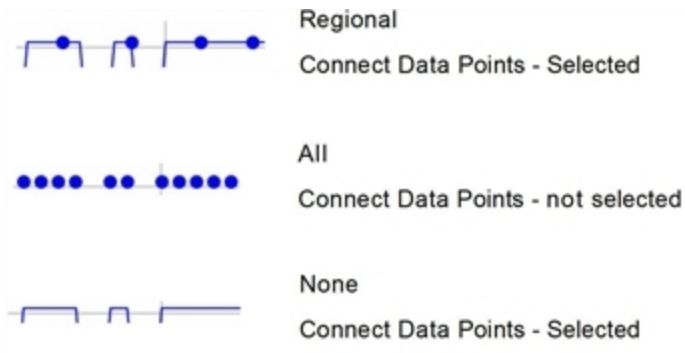 Regional
Connect Data Points - Selected
All
Connect Data Points - not selected
None
Connect Data Points - Selected